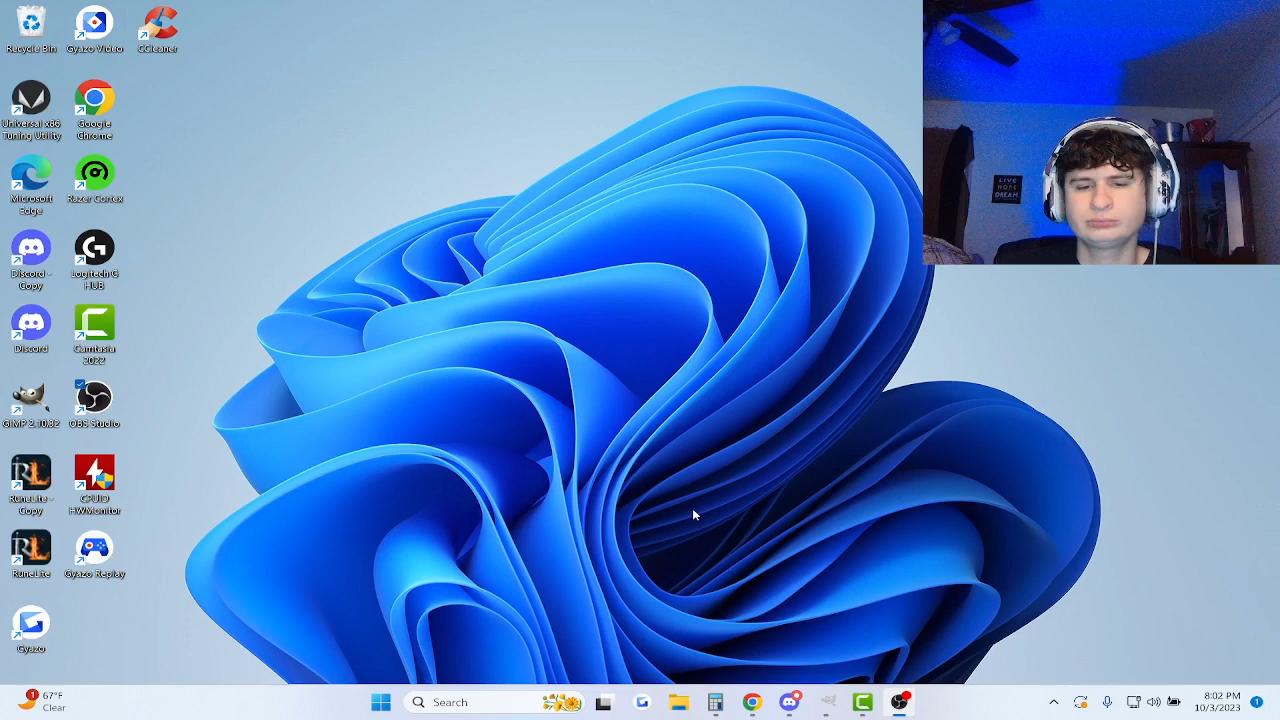 Recycle Bin
Gyazo Video
CCleaner
Universal x86
Tuning Utility
Google
Chrome
Microsoft
Edge
Razer Cortex
Discord -
Copy
Logitech G
HUB
Discord
Camtasia
2022
GIMP 2.10.32
OBS Studio
RuneLite -
Copy
CPUID
HWMonitor
RuneLite
Gyazo Replay
Gyazo
LIVE
HOPE
DREAM
1
67°F
Clear
Search
8:02 PM
10/3/2023
1